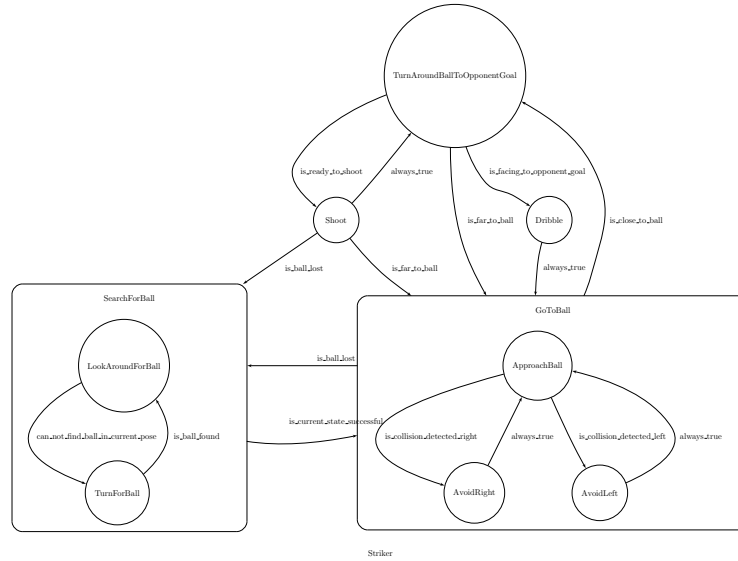 TurnAroundBallToOpponentGoal
is_ready_to_shoot
always_true
is_facing_to_opponent_goal
Shoot
is_far_to_ball
Dribble
is_close_to_ball
is_ball_lost
is_far_to_ball
always_true
SearchForBall
GoToBall
is_ball_lost
LookAroundForBall
ApproachBall
is_current_state_successful
can_not_find_ball_in_current_pose
is_ball_found
is_collision_detected_right
always_true
is_collision_detected_left
always_true
TurnForBall
AvoidRight
AvoidLeft
Striker